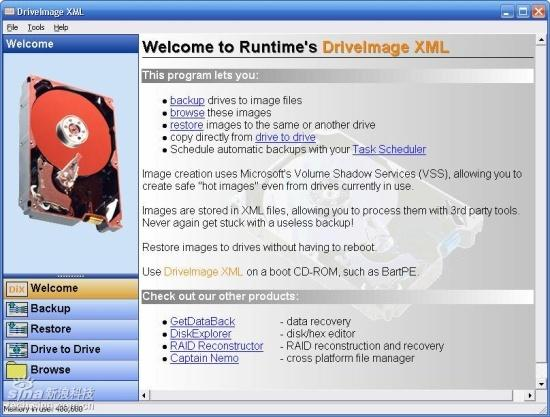 DriveImage XML
File Tools Help
Welcome
Welcome to Runtime's DriveImage XML
This program lets you:
backup drives to image files
browse these images
restore images to the same or another drive
copy directly from drive to drive
Schedule automatic backups with your Task Scheduler
Image creation uses Microsoft's Volume Shadow Services (VSS), allowing you to
create safe "hot images" even from drives currently in use.
Images are stored in XML files, allowing you to process them with 3rd party tools.
Never again get stuck with a useless backup!
Restore images to drives without having to reboot.
Use DriveImage XML on a boot CD-ROM, such as BartPE.
Check out our other products:
GetDataBack - data recovery
DiskExplorer - disk/hex editor
RAID Reconstructor - RAID reconstruction and recovery
Captain Nemo - cross platform file manager
DiX Welcome
Backup
Restore
Drive to Drive
Browse
sina 新浪科技
Memory in use: